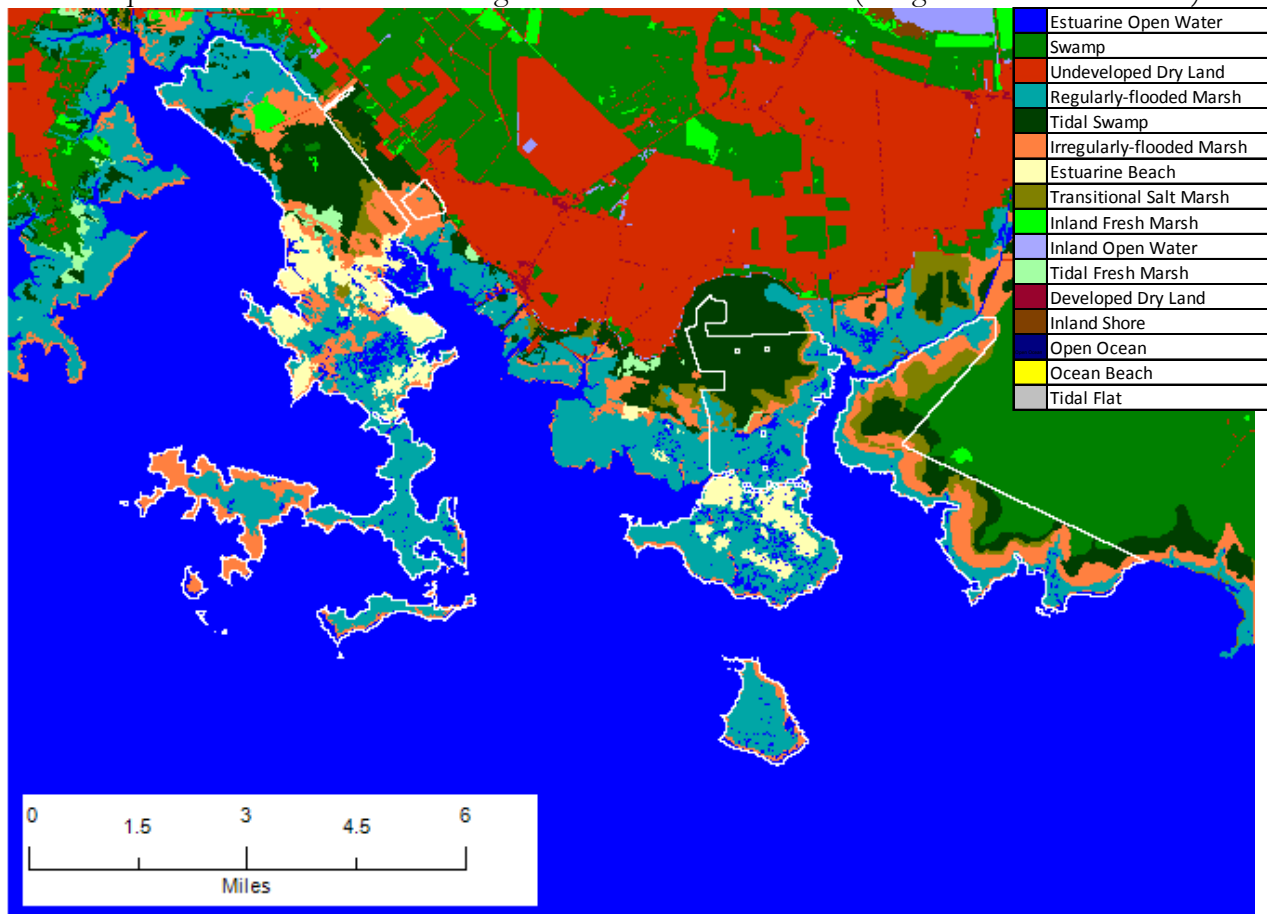 Estuarine Open Water
Swamp
Undeveloped Dry Land
Regularly-flooded Marsh
Tidal Swamp
Irregularly-flooded Marsh
Estuarine Beach
Transitional Salt Marsh
Inland Fresh Marsh
Inland Open Water
Tidal Fresh Marsh
Developed Dry Land
Inland Shore
Open Ocean
Ocean Beach
Tidal Flat
0 1.5 3 4.5 6
Miles